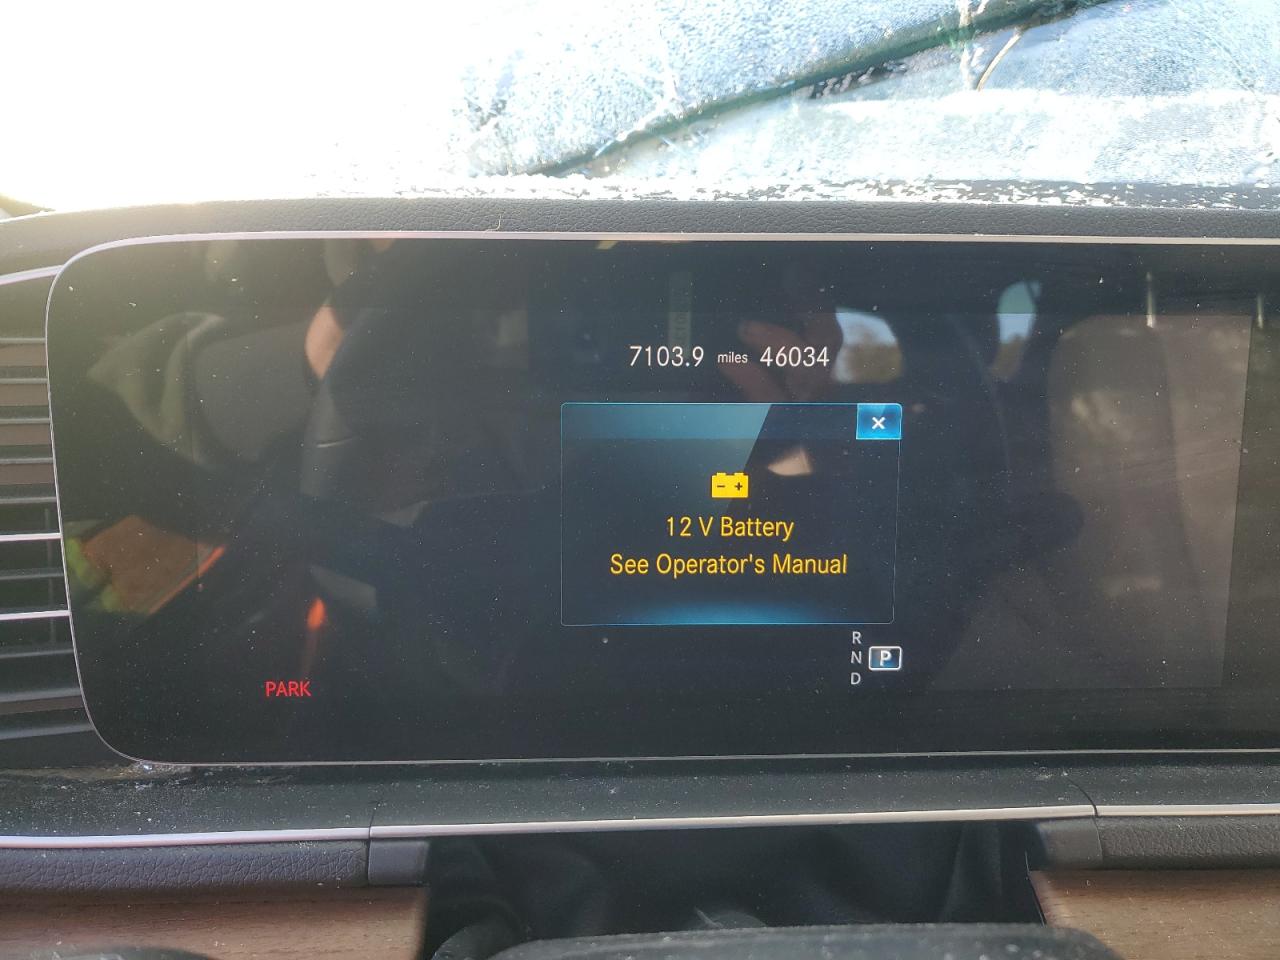 7103.9 miles 46034
12 V Battery
See Operator's Manual
R
N P
D
PARK